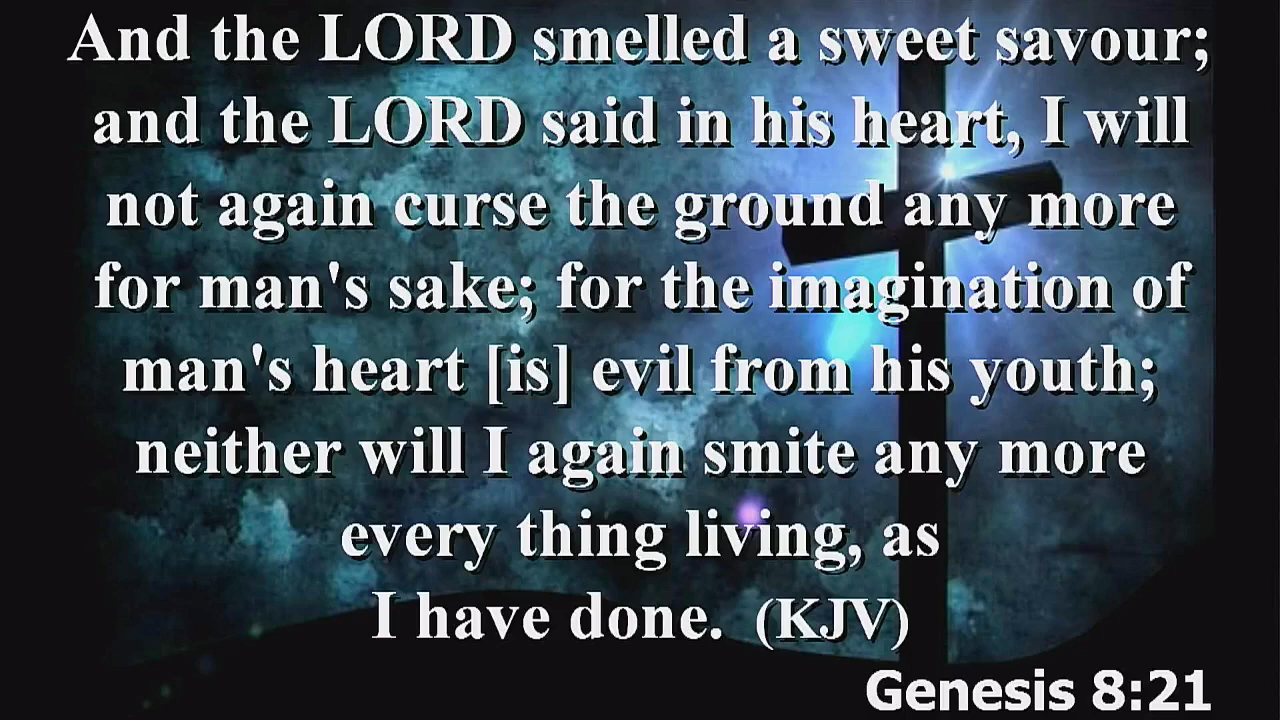 And the LORD smelled a sweet savour;
and the LORD said in his heart, I will
not again curse the ground any more
for man's sake; for the imagination of
man's heart [is] evil from his youth;
neither will I again smite any more
every thing living, as
I have done. (KJV)
Genesis 8:21